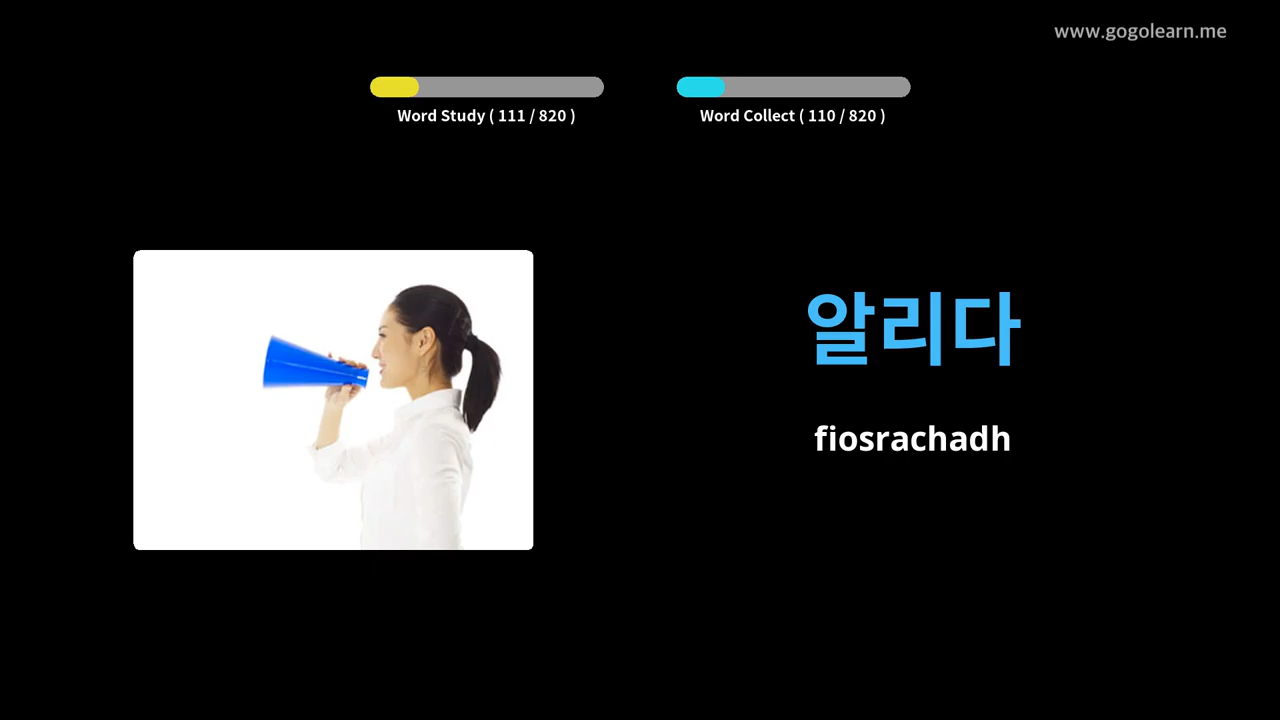 www.gogolearn.me
Word Study ( 111 / 820 )
Word Collect ( 110 / 820 )
알리다
fiosrachadh